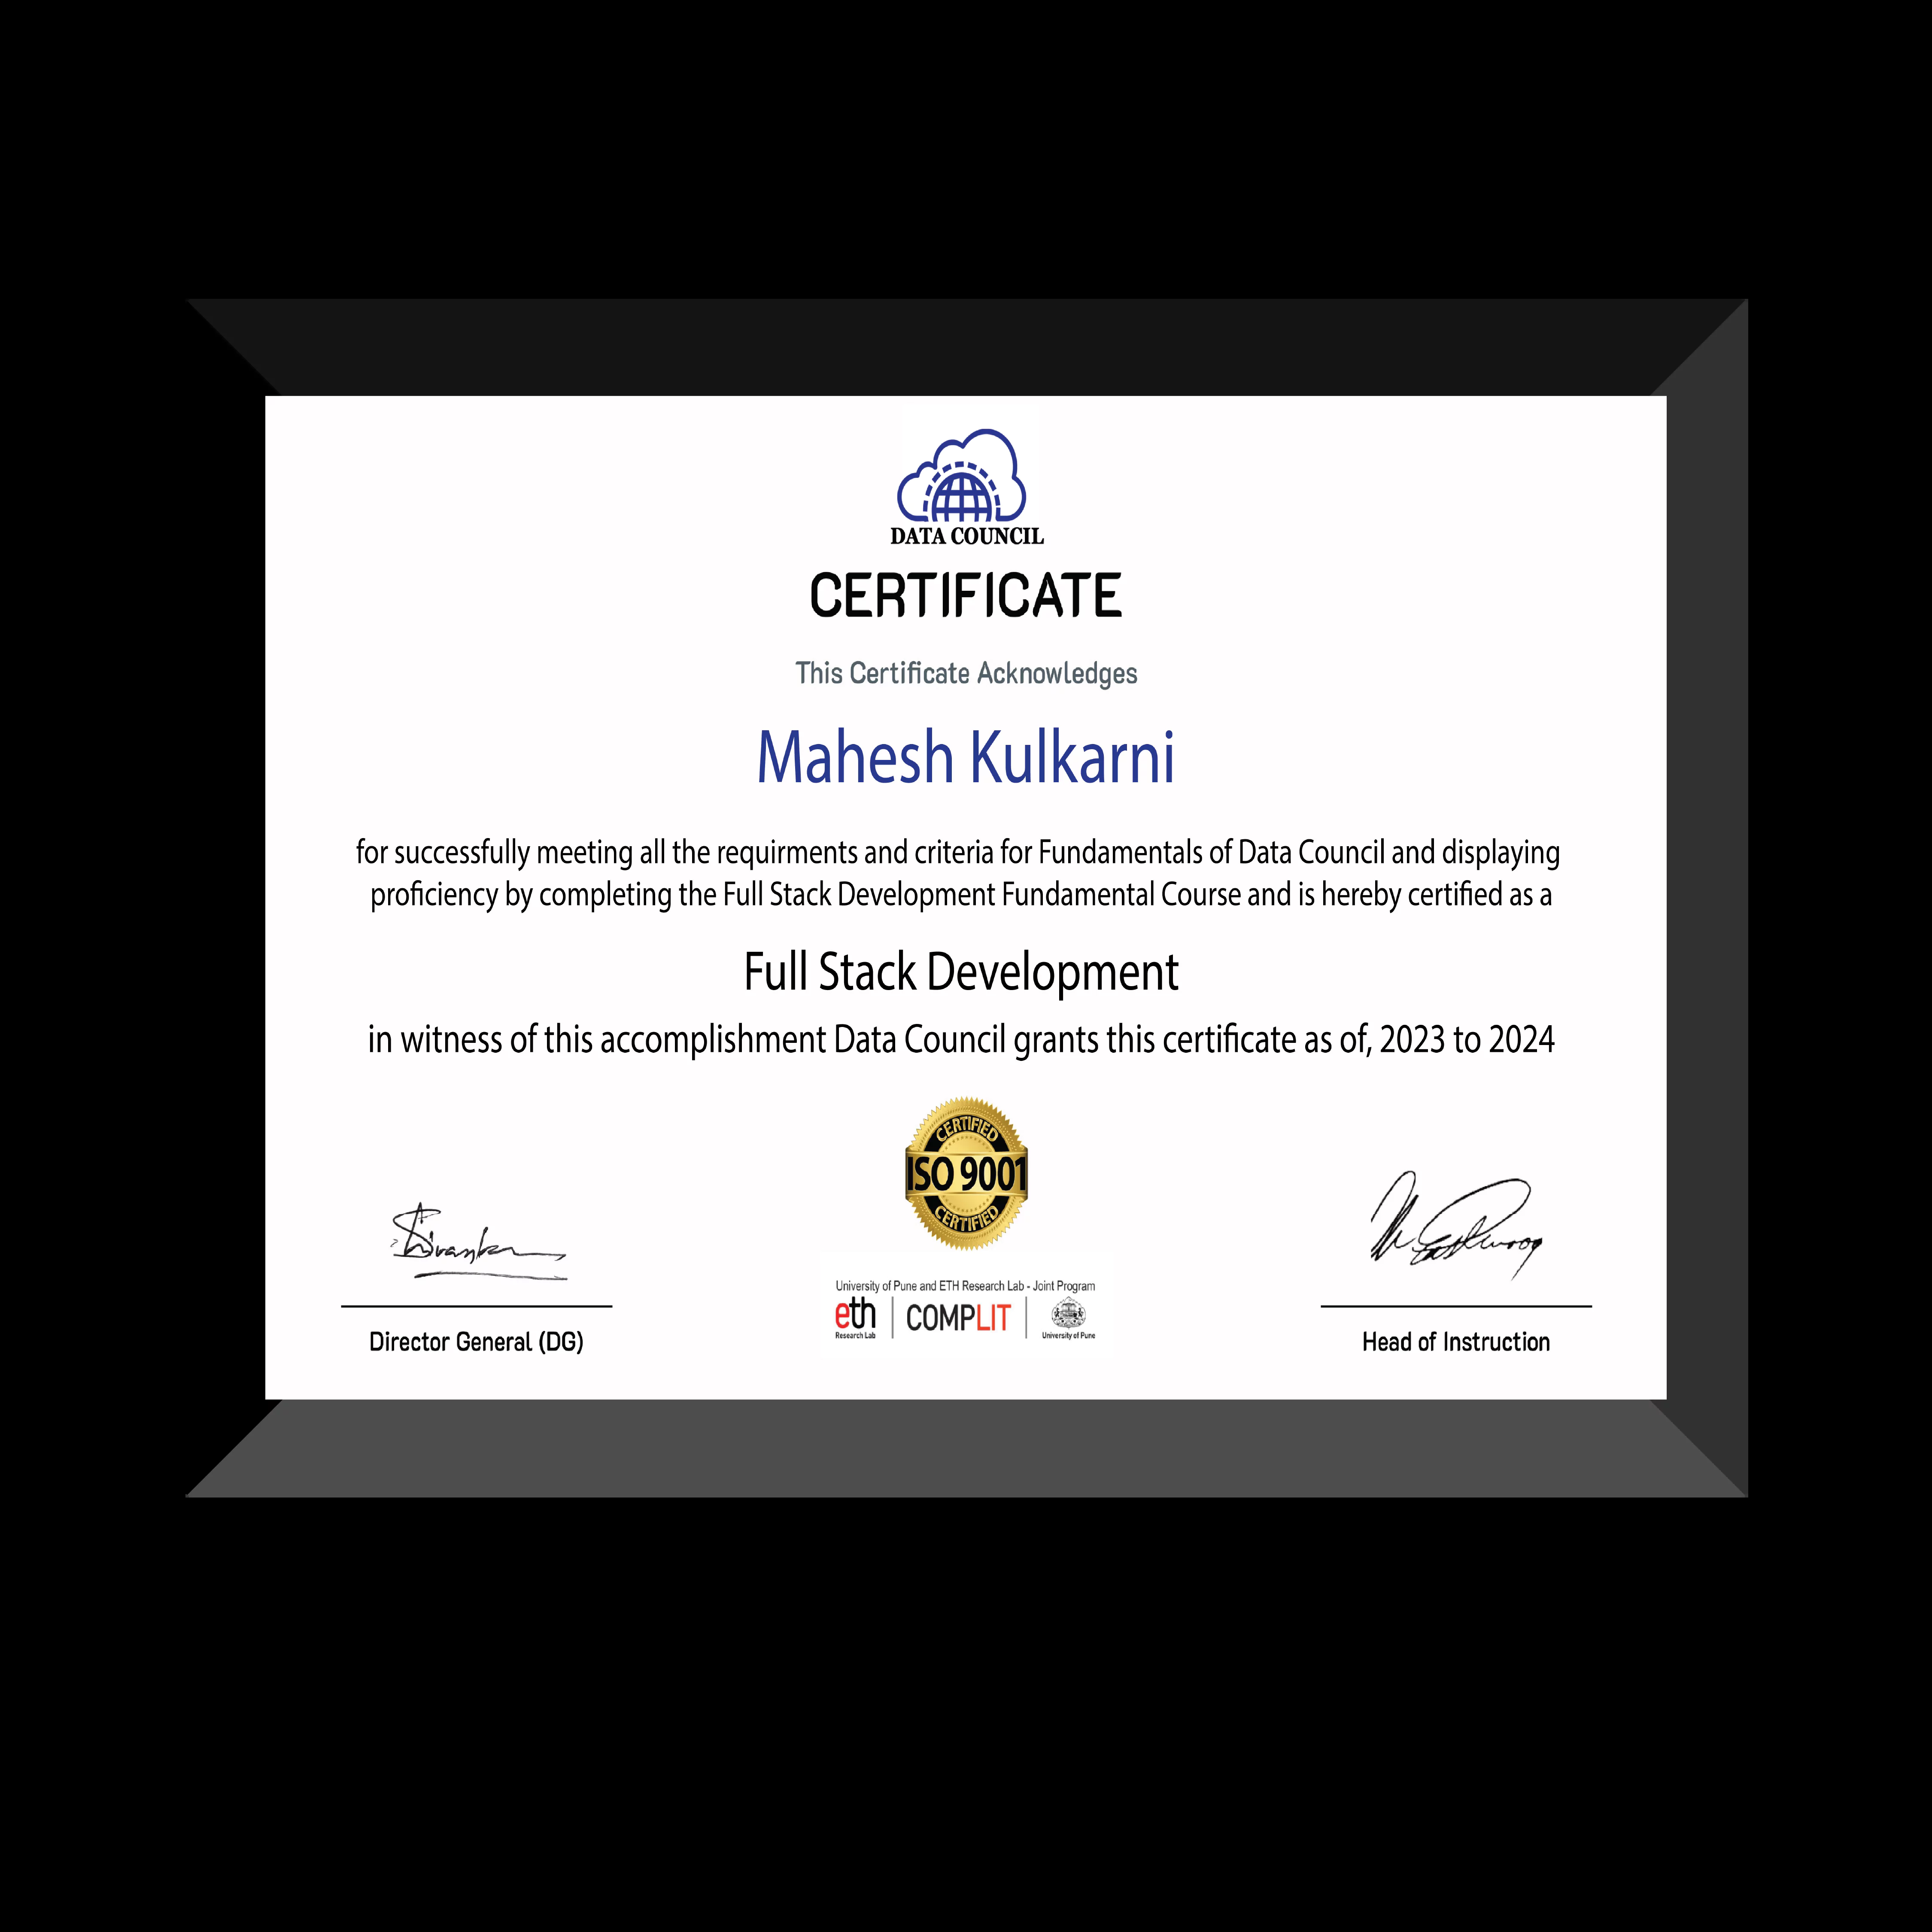 DATA COUNCIL
CERTIFICATE
This Certificate Acknowledges
Mahesh Kulkarni
for successfully meeting all the requirments and criteria for Fundamentals of Data Council and displaying
proficiency by completing the Full Stack Development Fundamental Course and is hereby certified as a
Full Stack Development
in witness of this accomplishment Data Council grants this certificate as of, 2023 to 2024
CERTIFIED
ISO 9001
CERTIFIED
University of Pune and ETH Research Lab - Joint Program
eth
Research Lab
COMPLIT
University of Pune
Director General (DG)
Head of Instruction